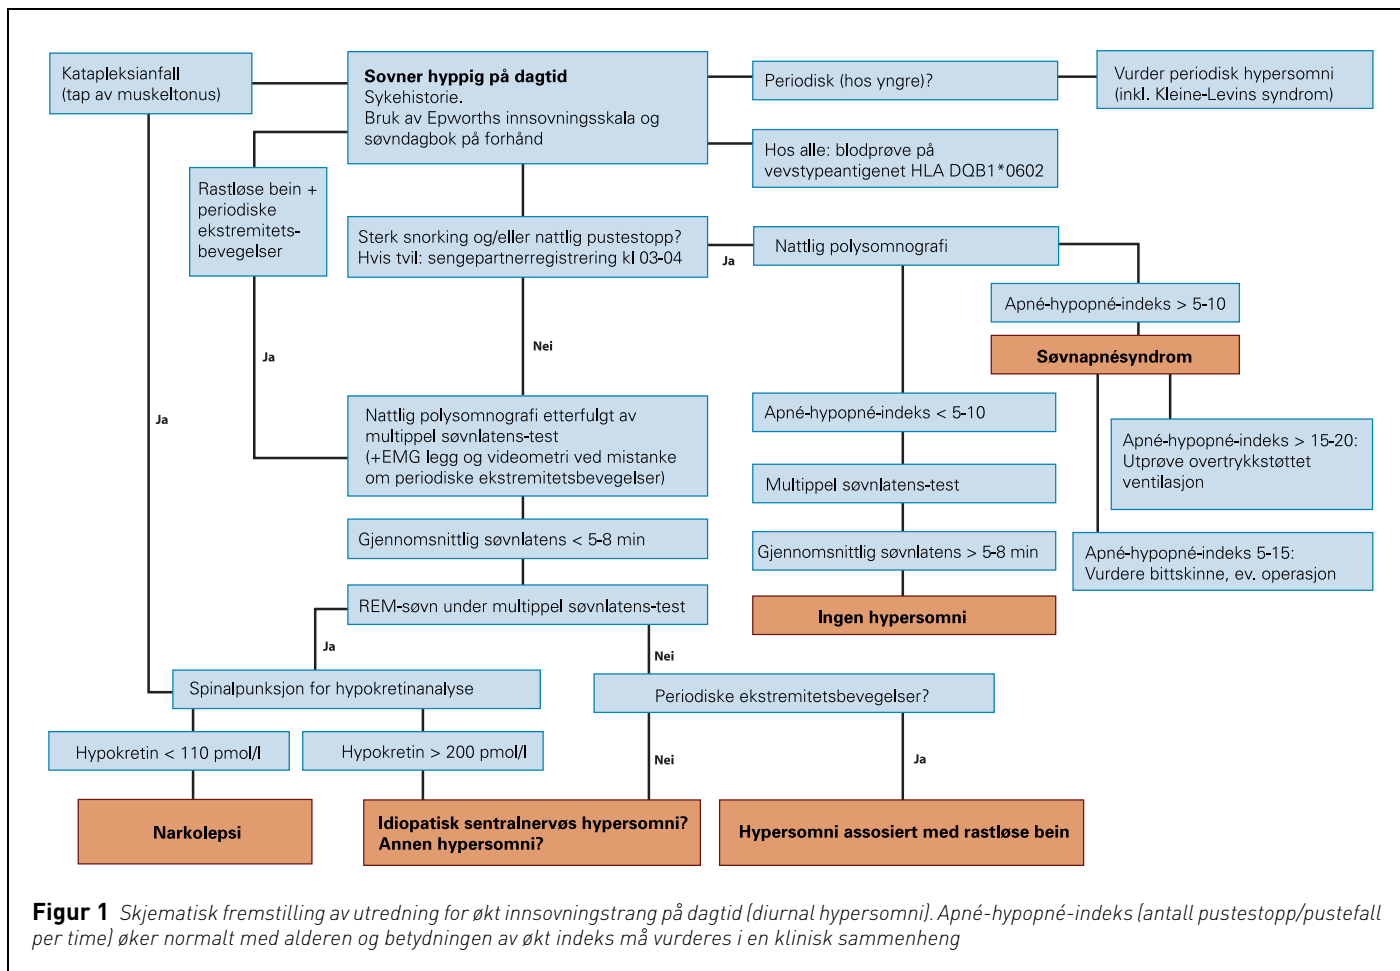 Katapleksianfall
(tap av muskeltonus)
Sovner hyppig på dagtid
Sykehistorie.
Bruk av Epworths innsovningsskala og
søvndagbok på forhånd
Periodisk (hos yngre)?
Vurder periodisk hypersomni
(inkl. Kleine-Levins syndrom)
Hos alle: blodprøve på
vevstypeantigenet HLA DQB1*0602
Rastløse bein +
periodiske
ekstremitets-
bevegelser
Sterk snorking og/eller nattlig pustestopp?
Hvis tvil: sengepartnerregistrering kl 03-04
Ja
Nattlig polysomnografi
Apné-hypopné-indeks > 5-10
Søvnapnésyndrom
Ja
Nei
Ja
Nattlig polysomnografi etterfulgt av
multippel søvnlatens-test
(+EMG legg og videometri ved mistanke
om periodiske ekstremitetsbevegelser)
Apné-hypopné-indeks < 5-10
Apné-hypopné-indeks > 15-20:
Utprøve overtrykkstøttet
ventilasjon
Multippel søvnlatens-test
Gjennomsnittlig søvnlatens < 5-8 min
Gjennomsnittlig søvnlatens > 5-8 min
Apné-hypopné-indeks 5-15:
Vurdere bittskinne, ev. operasjon
REM-søvn under multippel søvnlatens-test
Ingen hypersomni
Ja
Nei
Spinalpunksjon for hypokretinanalyse
Periodiske ekstremitetsbevegelser?
Hypokretin < 110 pmol/l
Hypokretin > 200 pmol/l
Nei
Ja
Narkolepsi
Idiopatisk sentralnervøs hypersomni?
Annen hypersomni?
Hypersomni assosiert med rastløse bein
Figur 1 Skjematisk fremstilling av utredning for økt innsovningstrang på dagtid (diurnal hypersomni). Apné-hypopné-indeks (antall pustestopp/pustefall
per time) øker normalt med alderen og betydningen av økt indeks må vurderes i en klinisk sammenheng